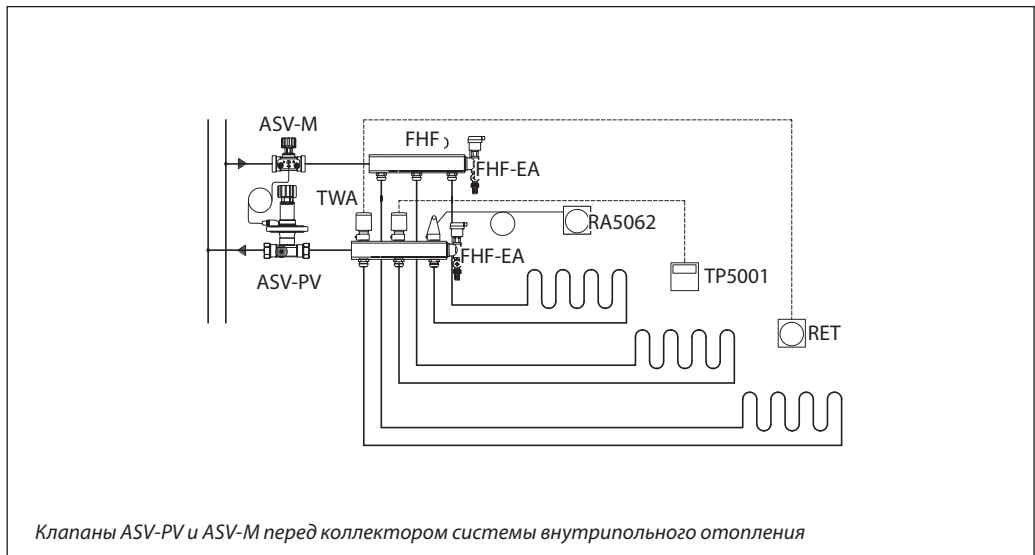 ASV-M
FHF
FHF-EA
TWA
RA5062
FHF-EA
TP5001
ASV-PV
RET
Клапаны ASV-PV и ASV-M перед коллектором системы внутрипольного отопления